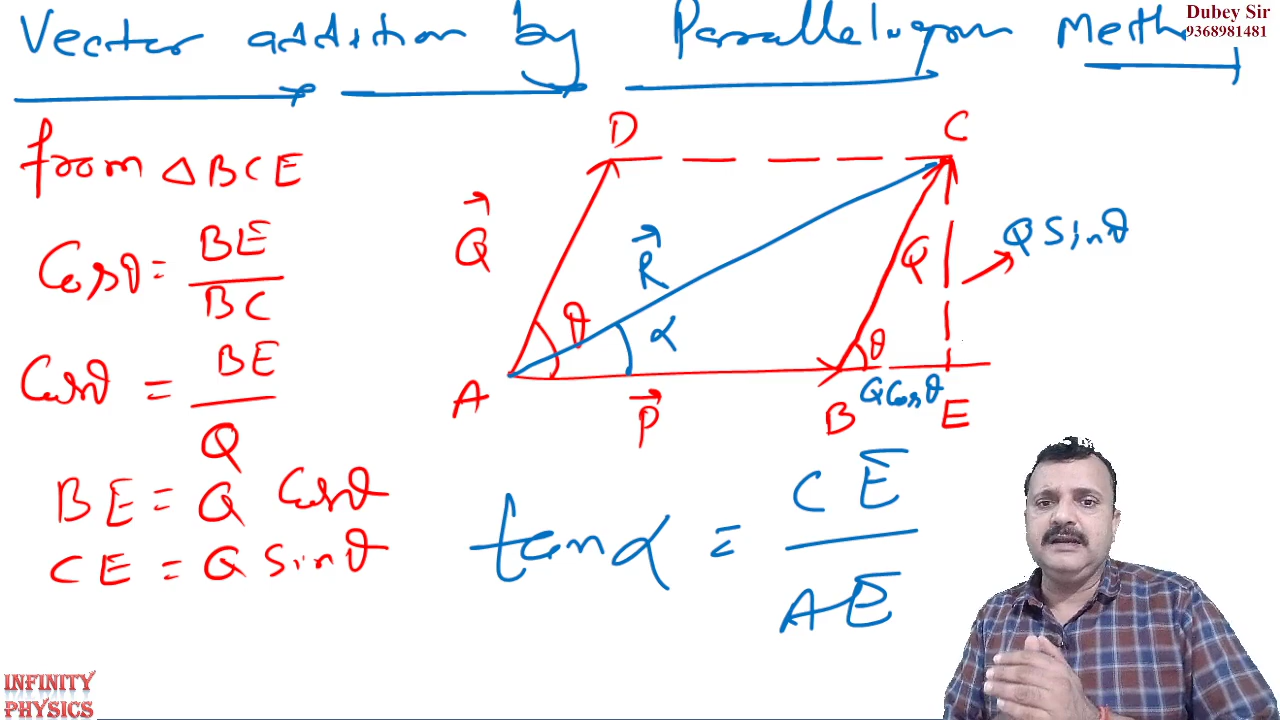 Vector addition by Parallelogram Meth
Dubey Sir
9368981481
from △BCE
Cosθ = BE
BC
Cosθ = BE
Q
BE = Q Cosθ
CE = Q Sinθ
D
C
Q
R
Q
Q Sinθ
θ
α
θ
A
P
B
Q Cosθ
E
tanα = CE
AE
INFINITY
PHYSICS